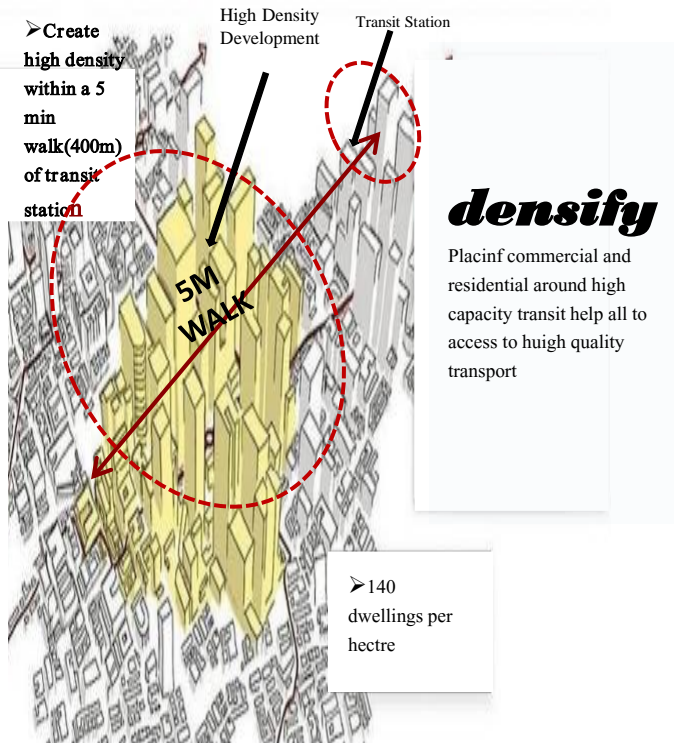 ➢Create
high density
within a 5
min
walk(400m)
of transit
station
High Density
Development
Transit Station
5M
WALK
densify
Placinf commercial and
residential around high
capacity transit help all to
access to huigh quality
transport
➢140
dwellings per
hectre